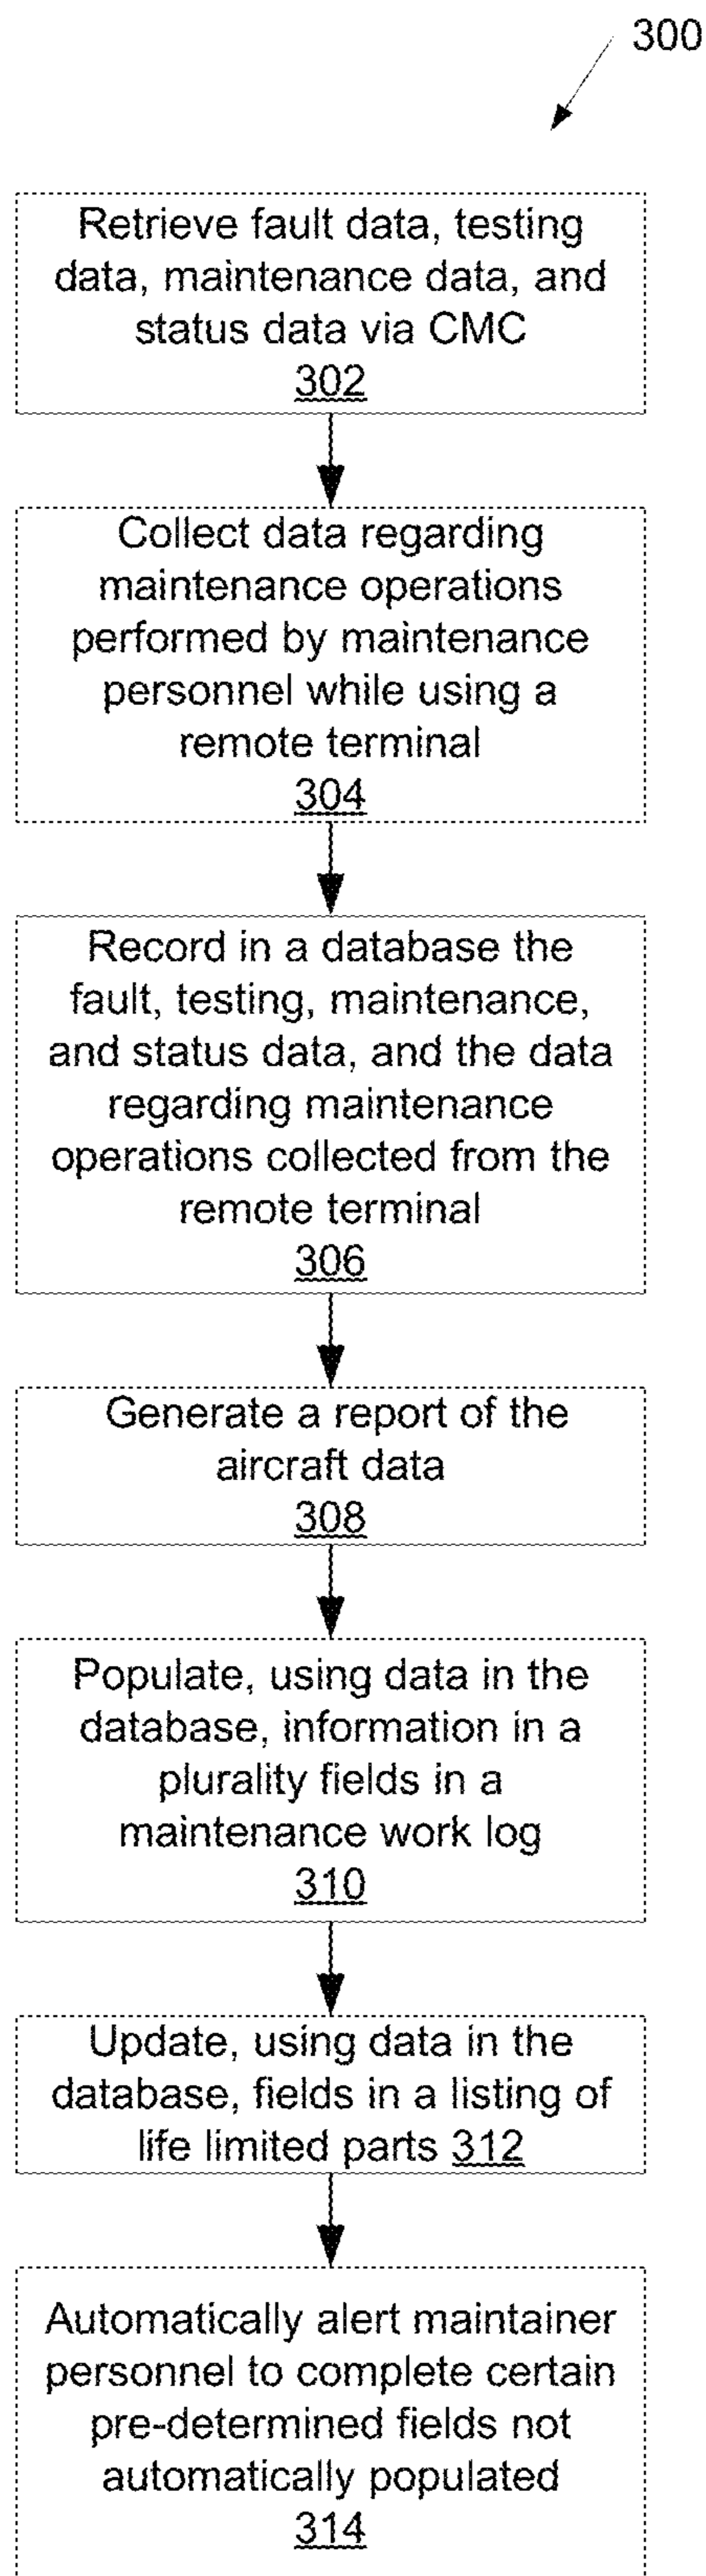 300
Retrieve fault data, testing
data, maintenance data, and
status data via CMC
302
Collect data regarding
maintenance operations
performed by maintenance
personnel while using a
remote terminal
304
Record in a database the
fault, testing, maintenance,
and status data, and the data
regarding maintenance
operations collected from the
remote terminal
306
Generate a report of the
aircraft data
308
Populate, using data in the
database, information in a
plurality fields in a
maintenance work log
310
Update, using data in the
database, fields in a listing of
life limited parts 312
Automatically alert maintainer
personnel to complete certain
pre-determined fields not
automatically populated
314